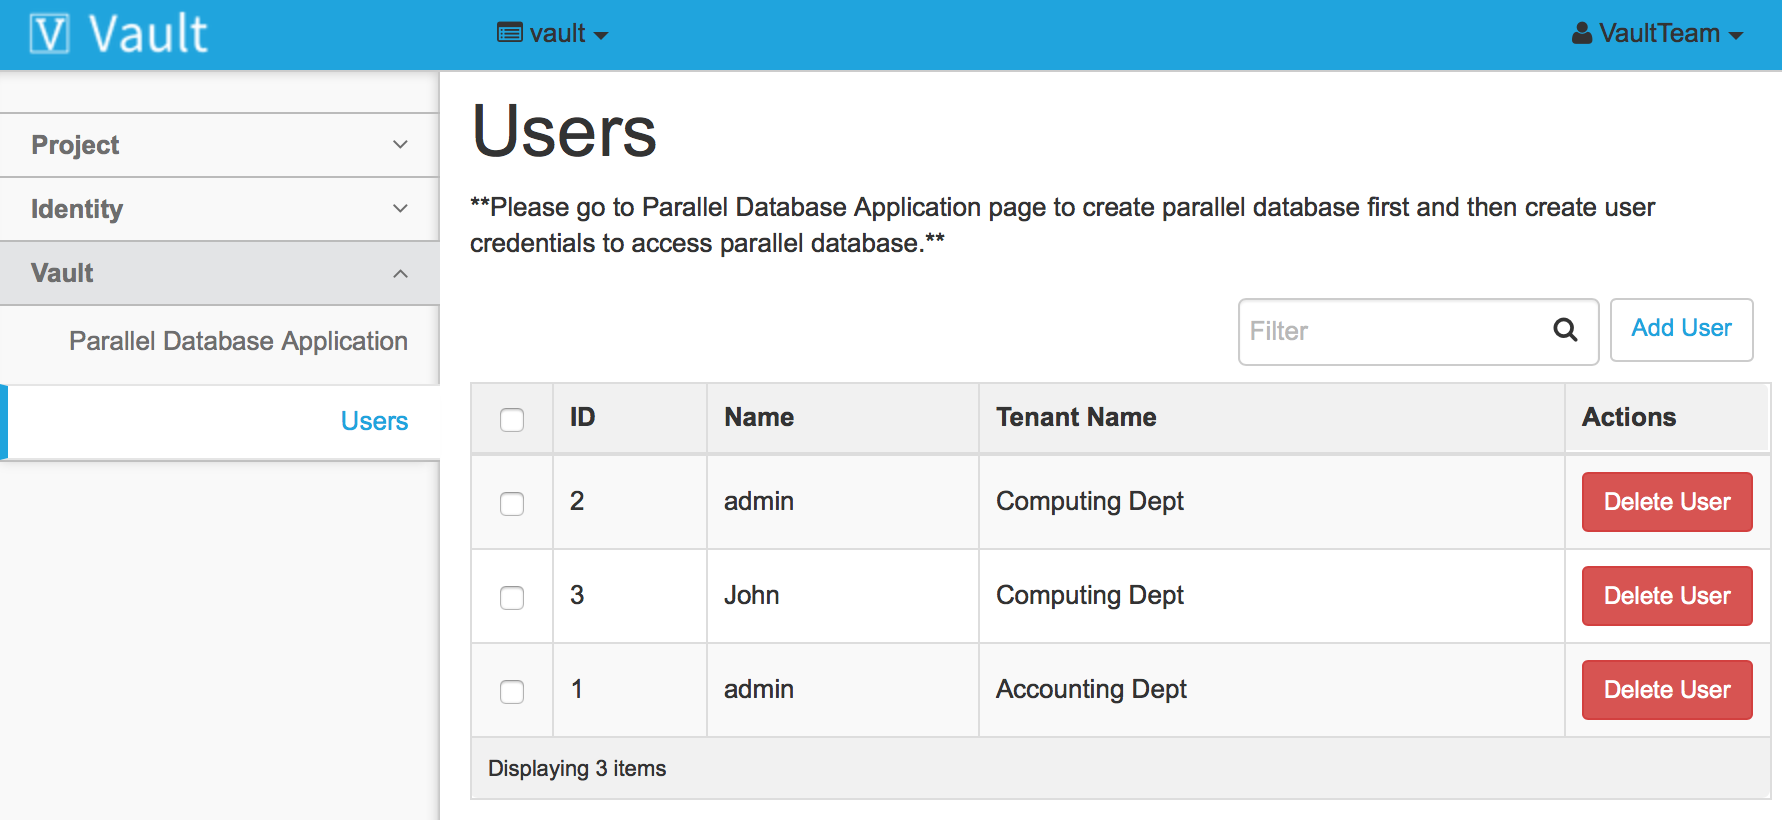 V Vault
vault
VaultTeam
Project
Identity
Vault
Parallel Database Application
Users
Users
**Please go to Parallel Database Application page to create parallel database first and then create user
credentials to access parallel database.**
Filter
Add User
ID Name Tenant Name Actions
2 admin Computing Dept Delete User
3 John Computing Dept Delete User
1 admin Accounting Dept Delete User
Displaying 3 items